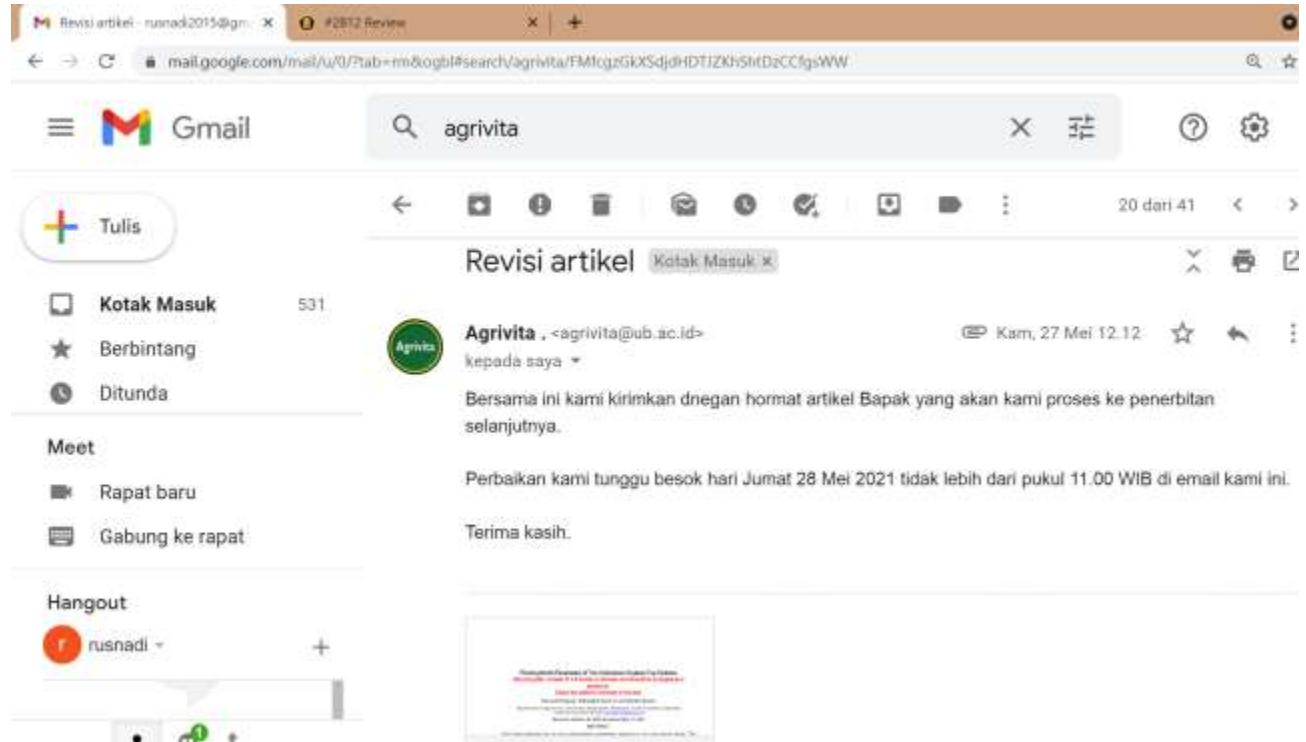 Revisi artikel - rusnadi2015@gm
#2812 Review
mail.google.com/mail/u/0/?tab=rm&ogbl#search/agrivita/
Gmail
agrivita
Tulis
20 dari 41
Revisi artikel Kotak Masuk ×
Kotak Masuk 531
Berbintang
Ditunda
Agrivita
Agrivita . <agrivita@ub.ac.id>
Kam, 27 Mei 12.12
kepada saya
Bersama ini kami kirimkan dnegan hormat artikel Bapak yang akan kami proses ke penerbitan
selanjutnya.
Perbaikan kami tunggu besok hari Jumat 28 Mei 2021 tidak lebih dari pukul 11.00 WIB di email kami ini.
Terima kasih.
Meet
Rapat baru
Gabung ke rapat
Hangout
r
rusnadi
1